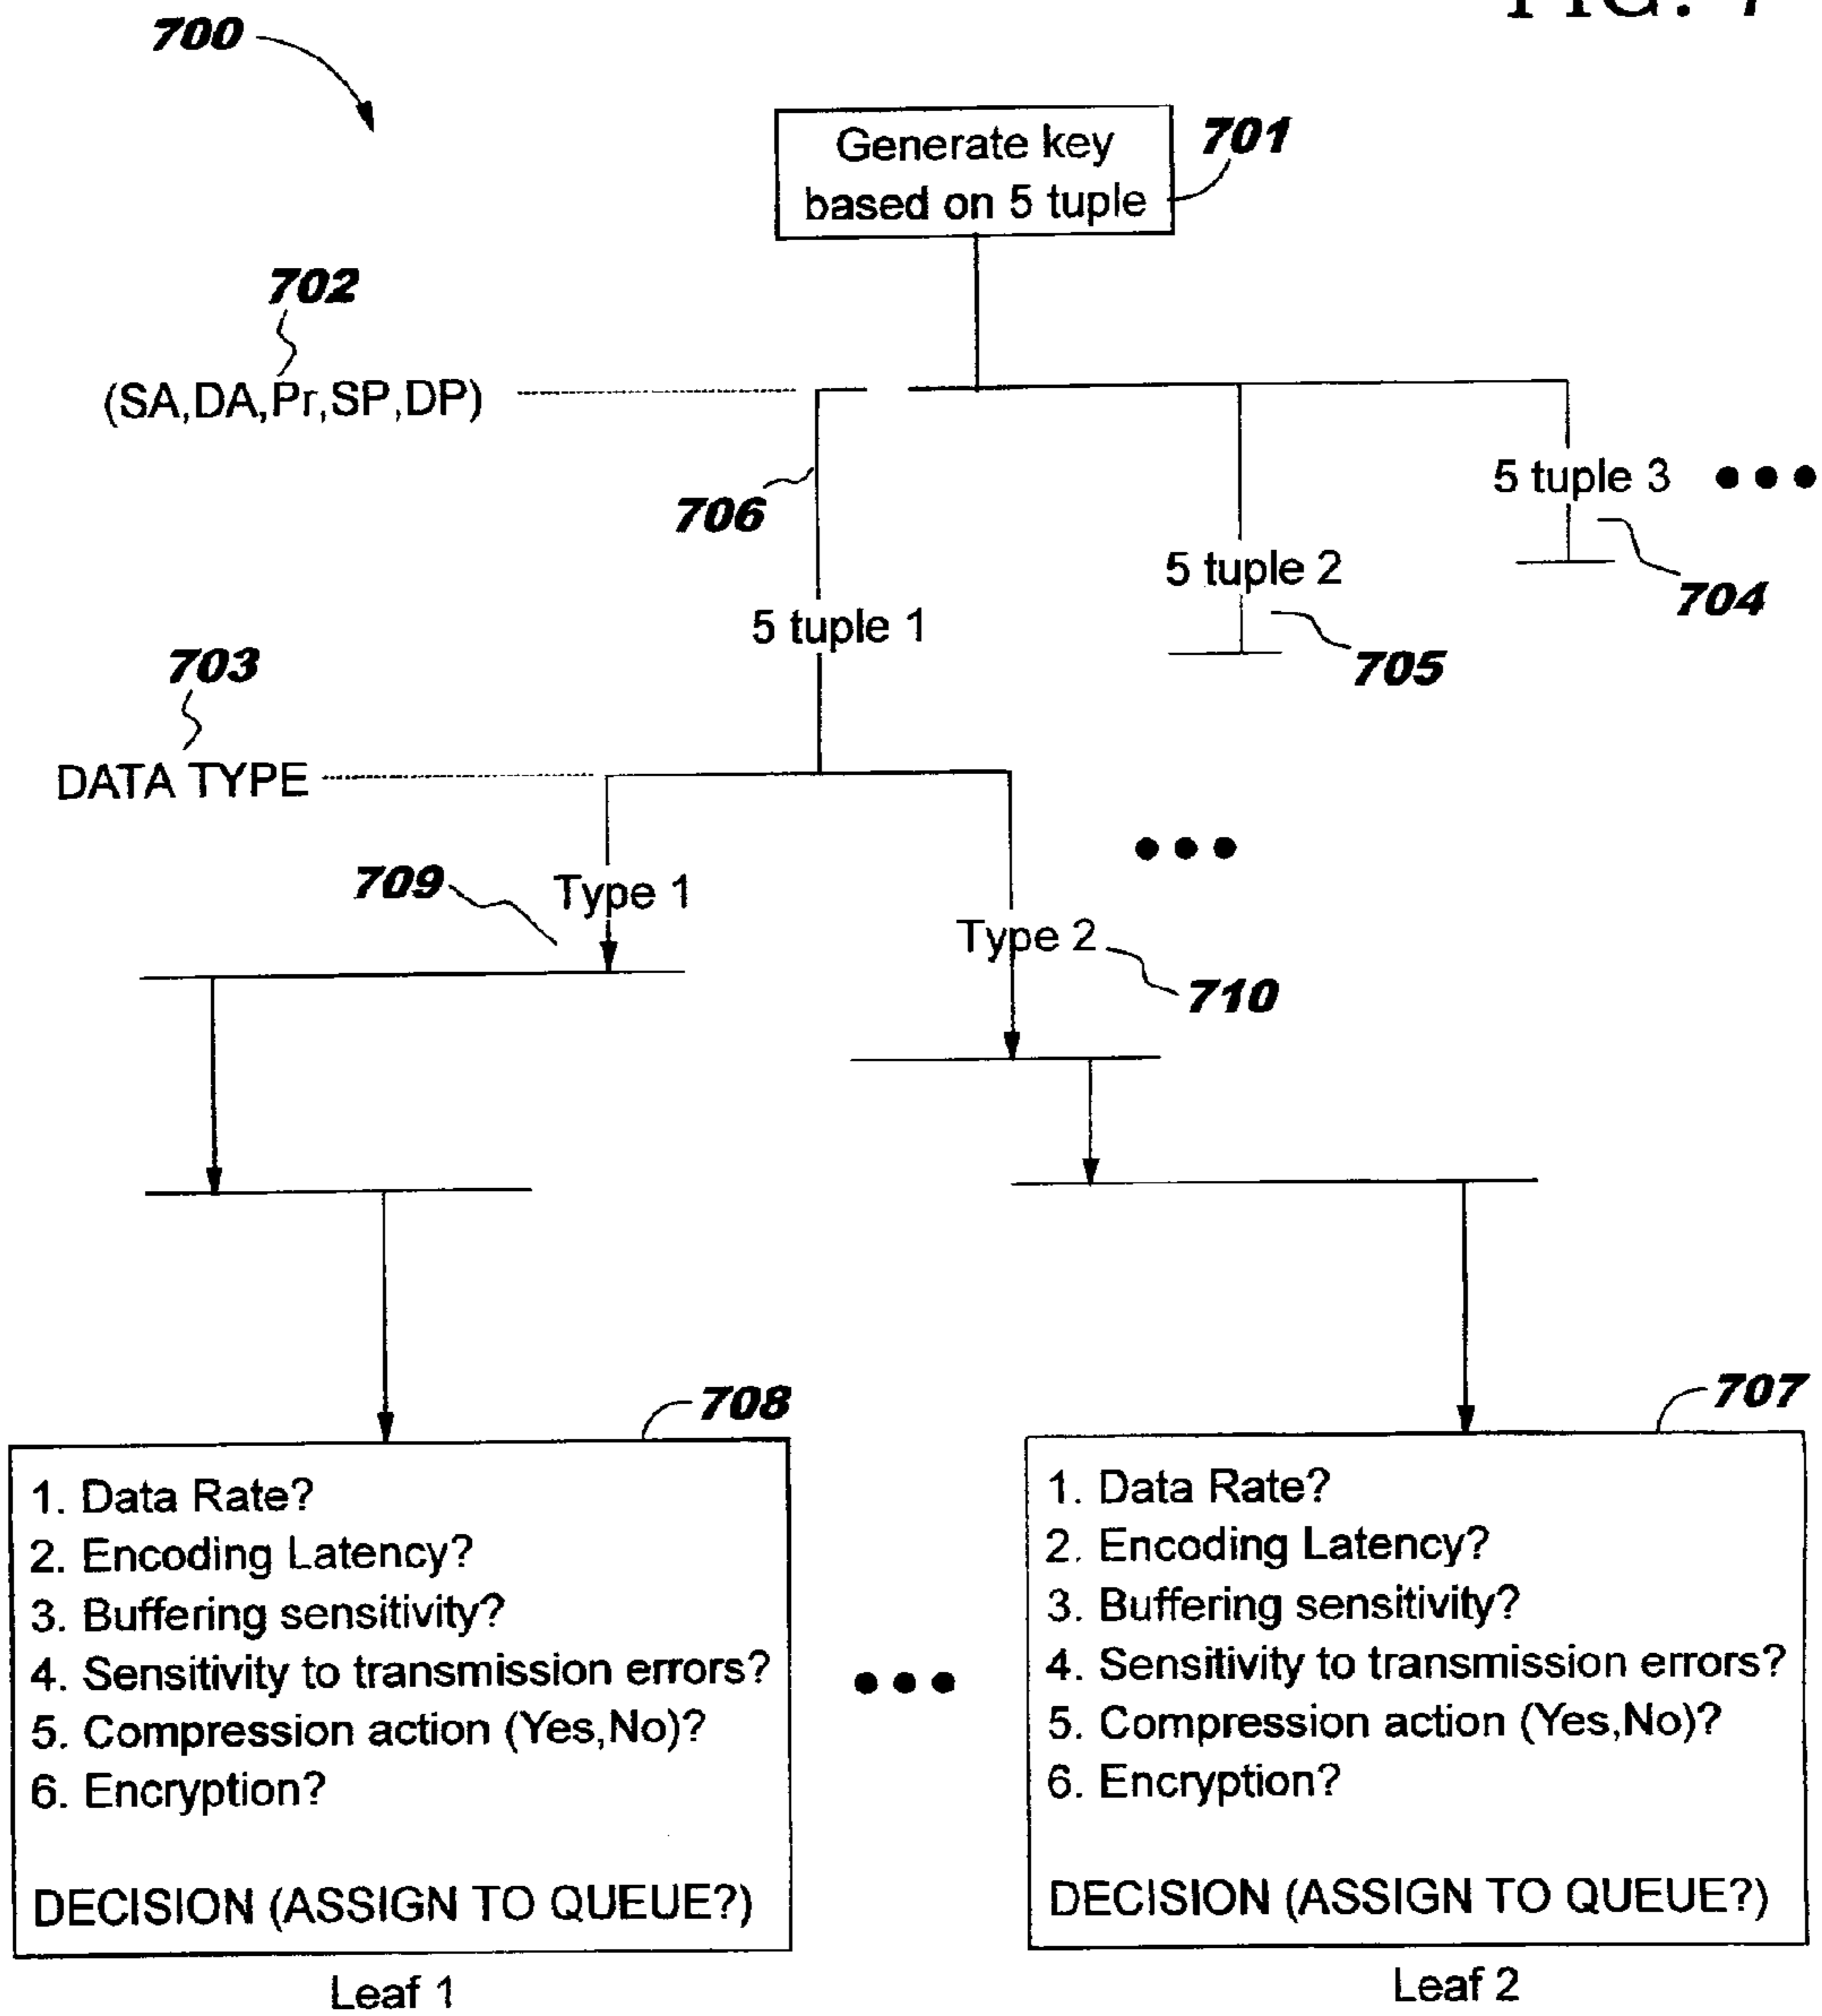 FIG. 7
700
Generate key
based on 5 tuple
701
702
(SA,DA,Pr,SP,DP)
706
5 tuple 3
704
5 tuple 2
705
5 tuple 1
703
DATA TYPE
709
Type 1
Type 2
710
708
1. Data Rate?
2. Encoding Latency?
3. Buffering sensitivity?
4. Sensitivity to transmission errors?
5. Compression action (Yes,No)?
6. Encryption?
DECISION (ASSIGN TO QUEUE?)
Leaf 1
707
1. Data Rate?
2. Encoding Latency?
3. Buffering sensitivity?
4. Sensitivity to transmission errors?
5. Compression action (Yes,No)?
6. Encryption?
DECISION (ASSIGN TO QUEUE?)
Leaf 2